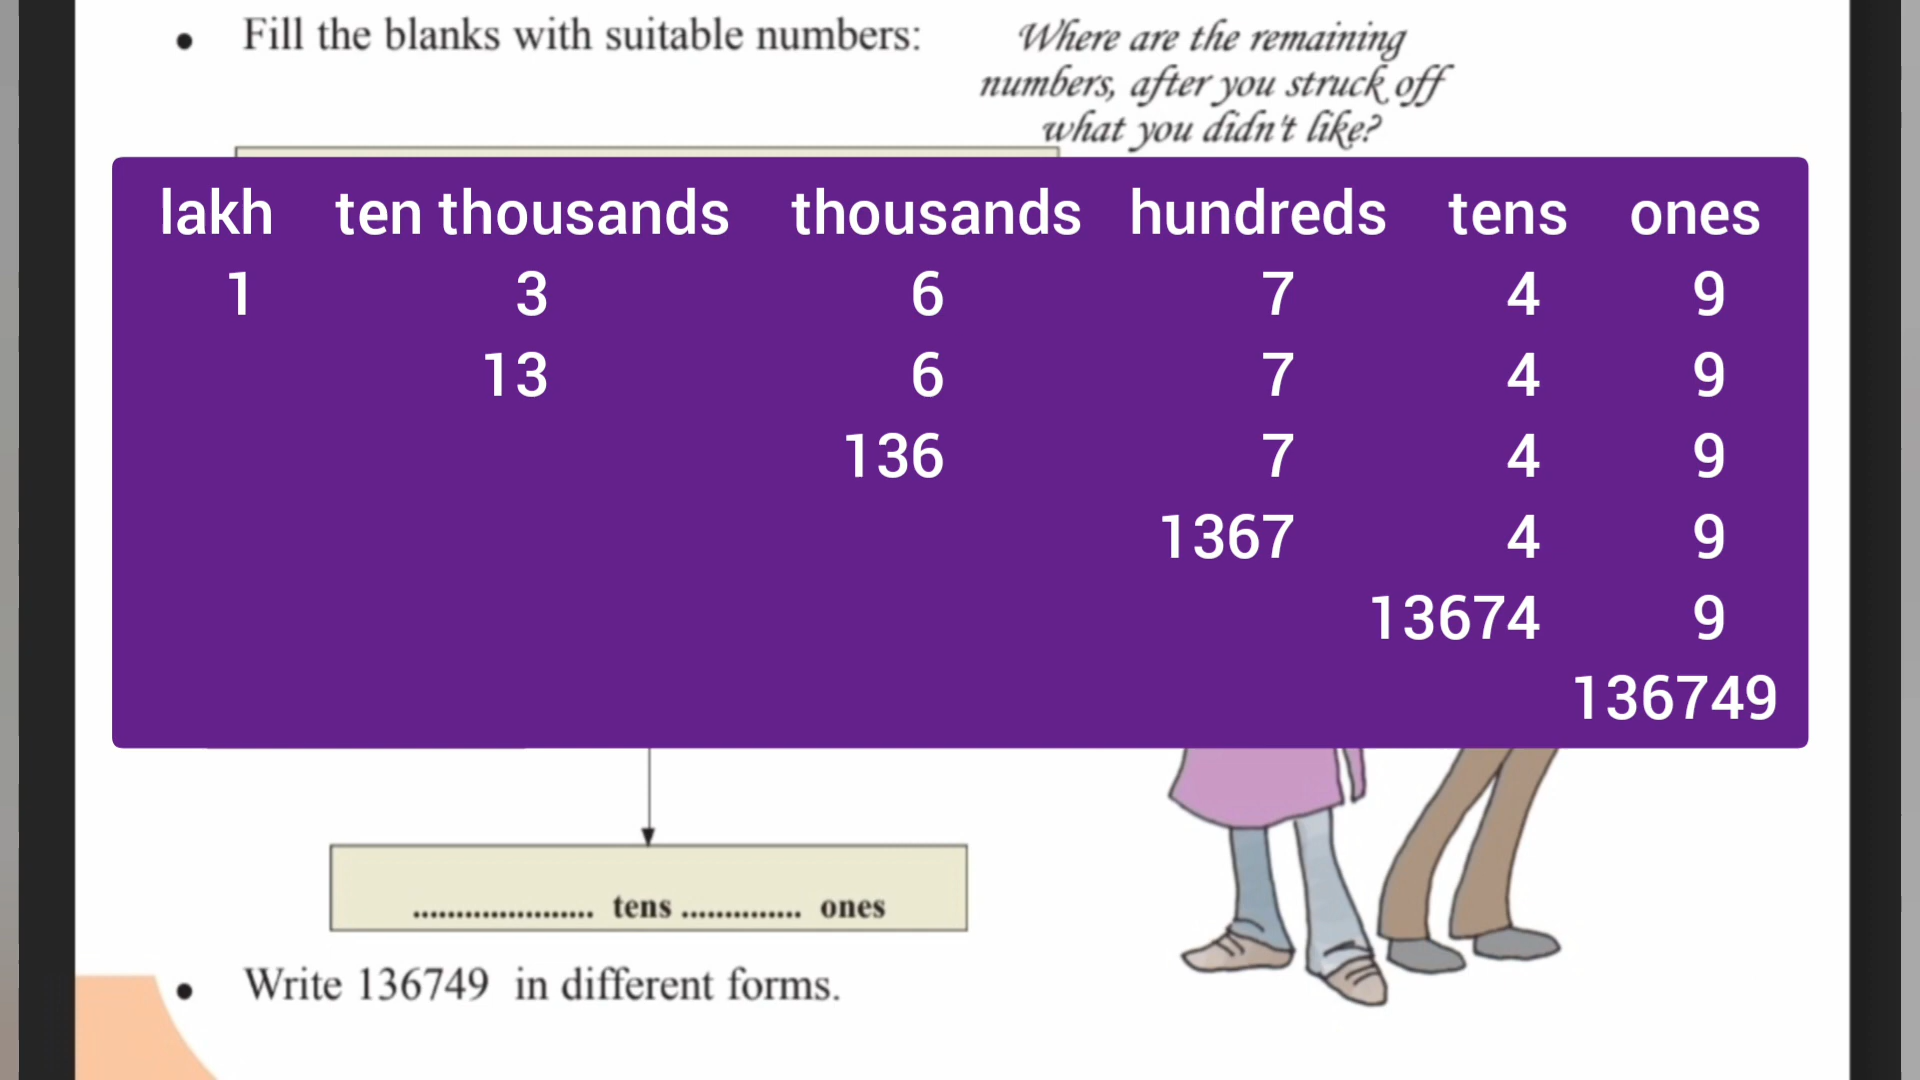 • Fill the blanks with suitable numbers:
Where are the remaining
numbers, after you struck off
what you didn't like?
lakh ten thousands thousands hundreds tens ones
1 3 6 7 4 9
13 6 7 4 9
136 7 4 9
1367 4 9
13674 9
136749
..................... tens .............. ones
• Write 136749 in different forms.